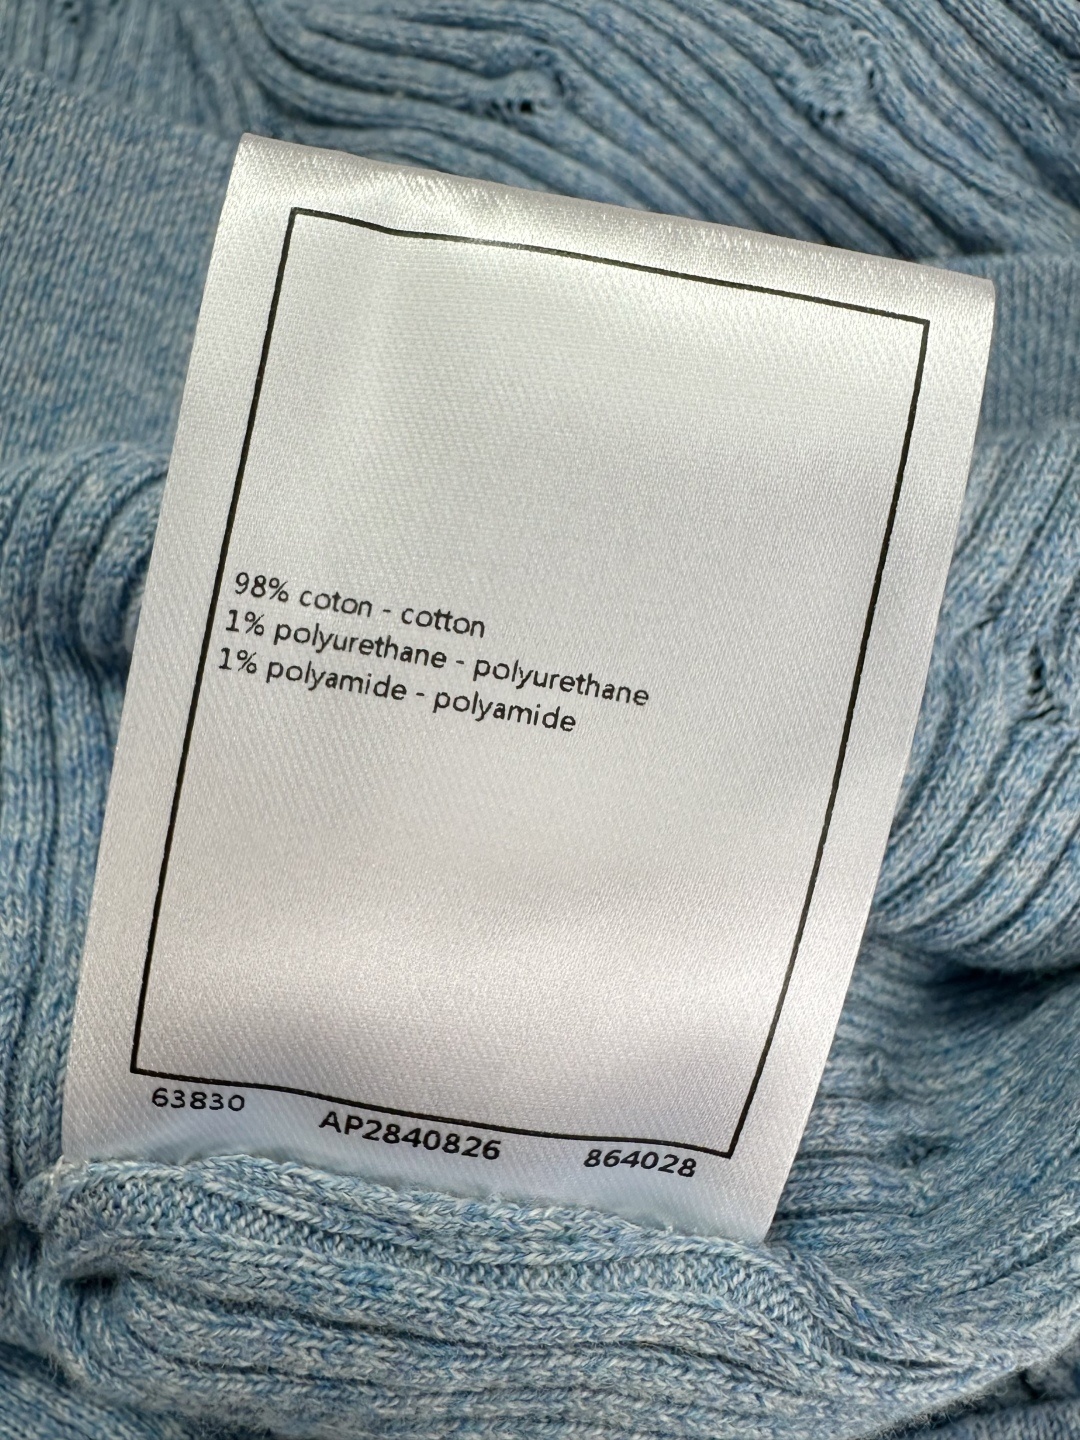 98% coton - cotton
1% polyurethane - polyurethane
1% polyamide - polyamide
63830 AP2840826 864028